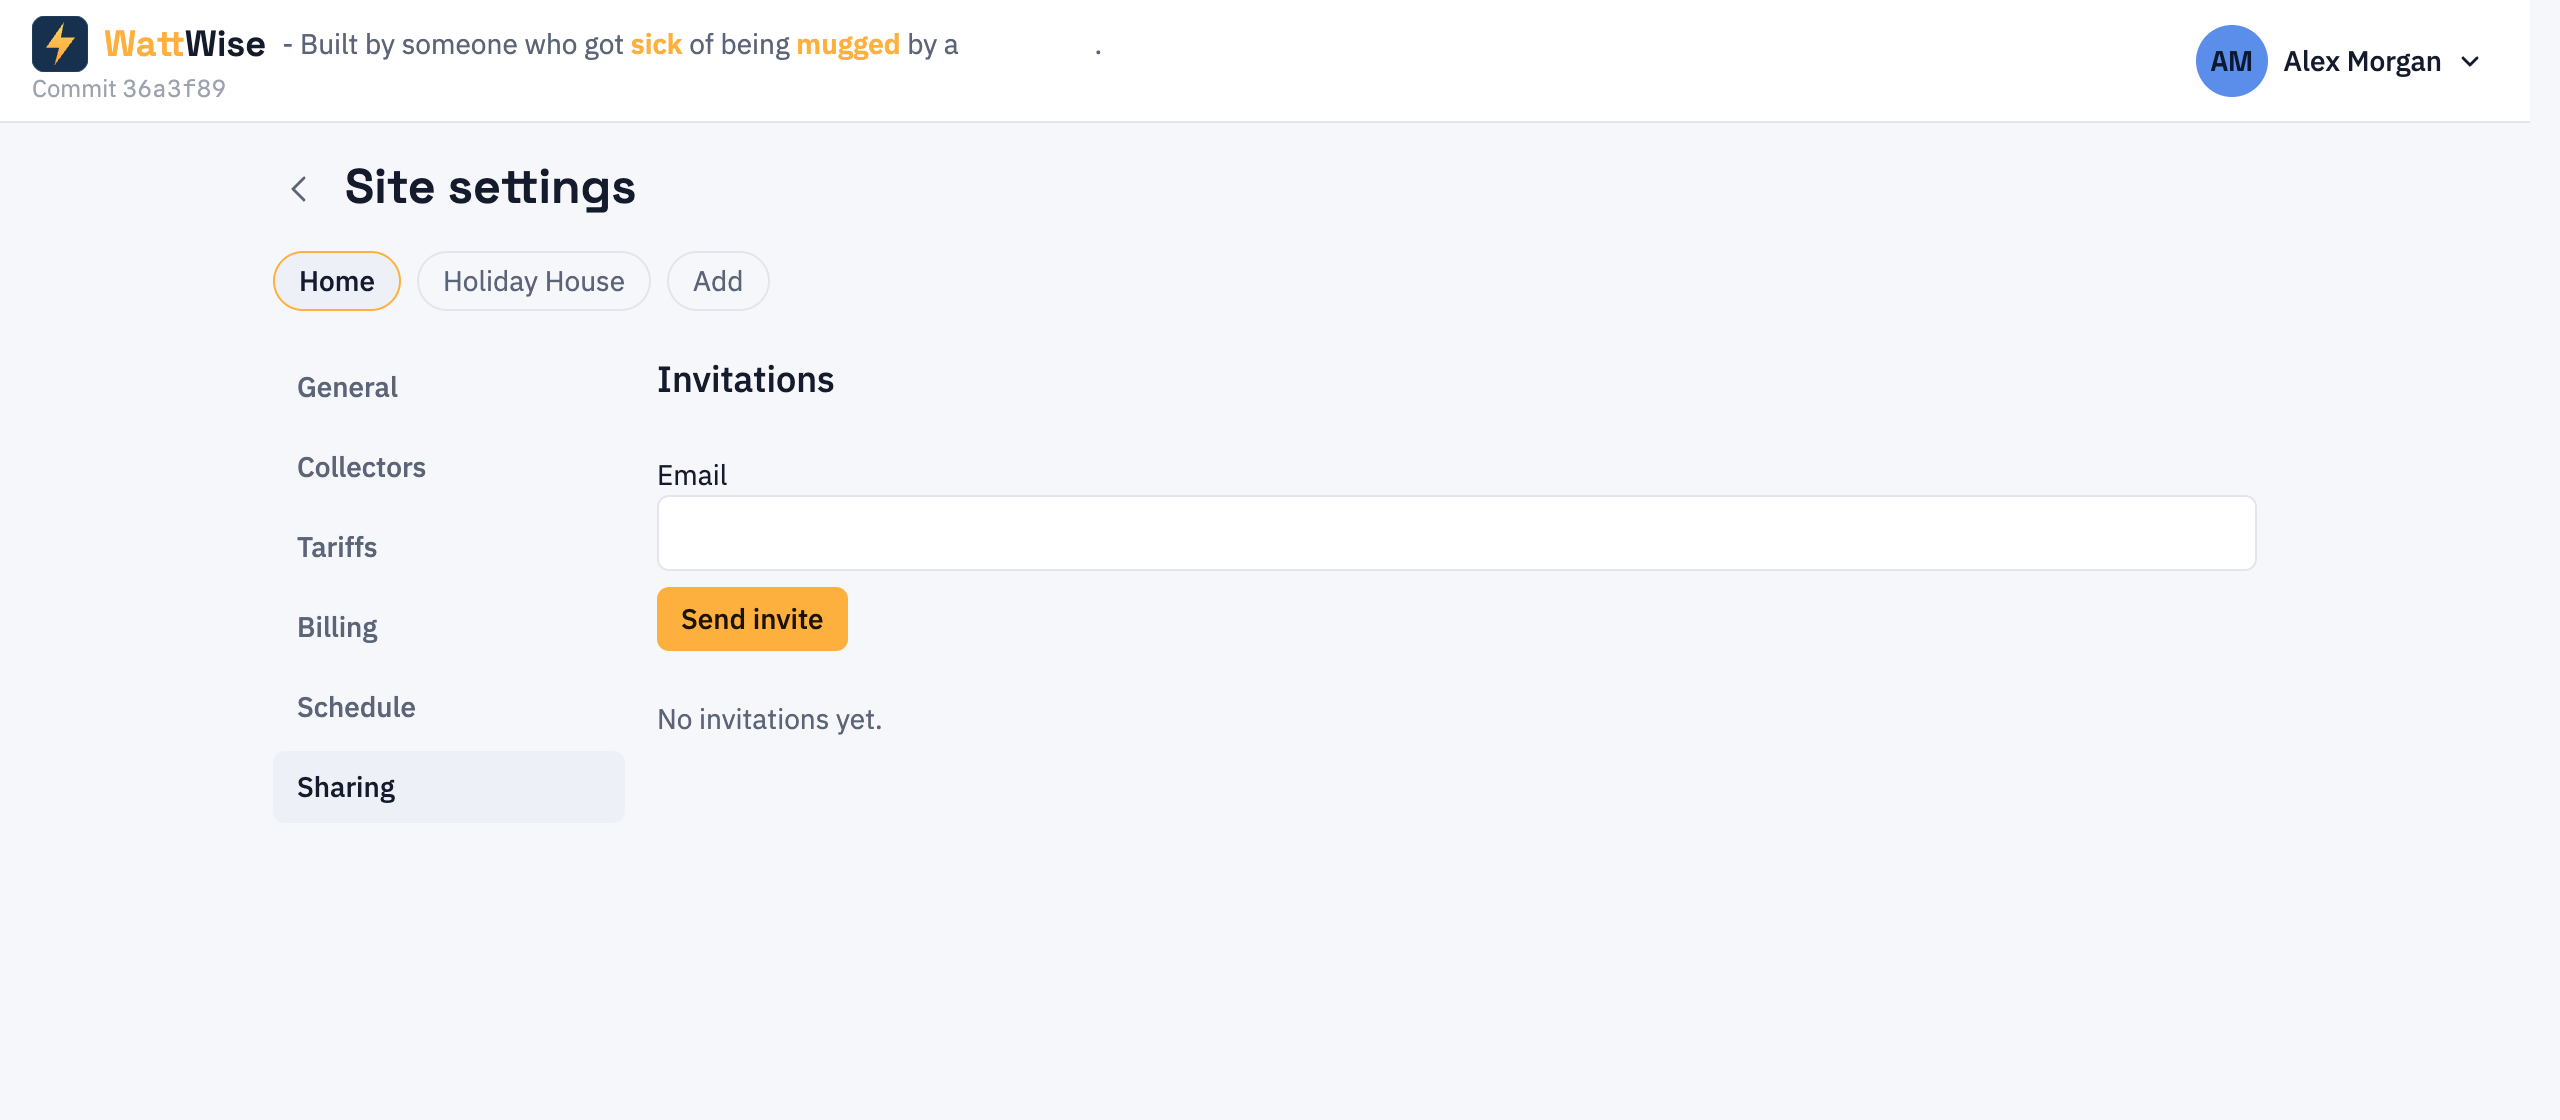 WattWise - Built by someone who got sick of being mugged by a .
Commit 36a3f89
AM Alex Morgan
Site settings
Home Holiday House Add
General
Collectors
Tariffs
Billing
Schedule
Sharing
Invitations
Email
Send invite
No invitations yet.